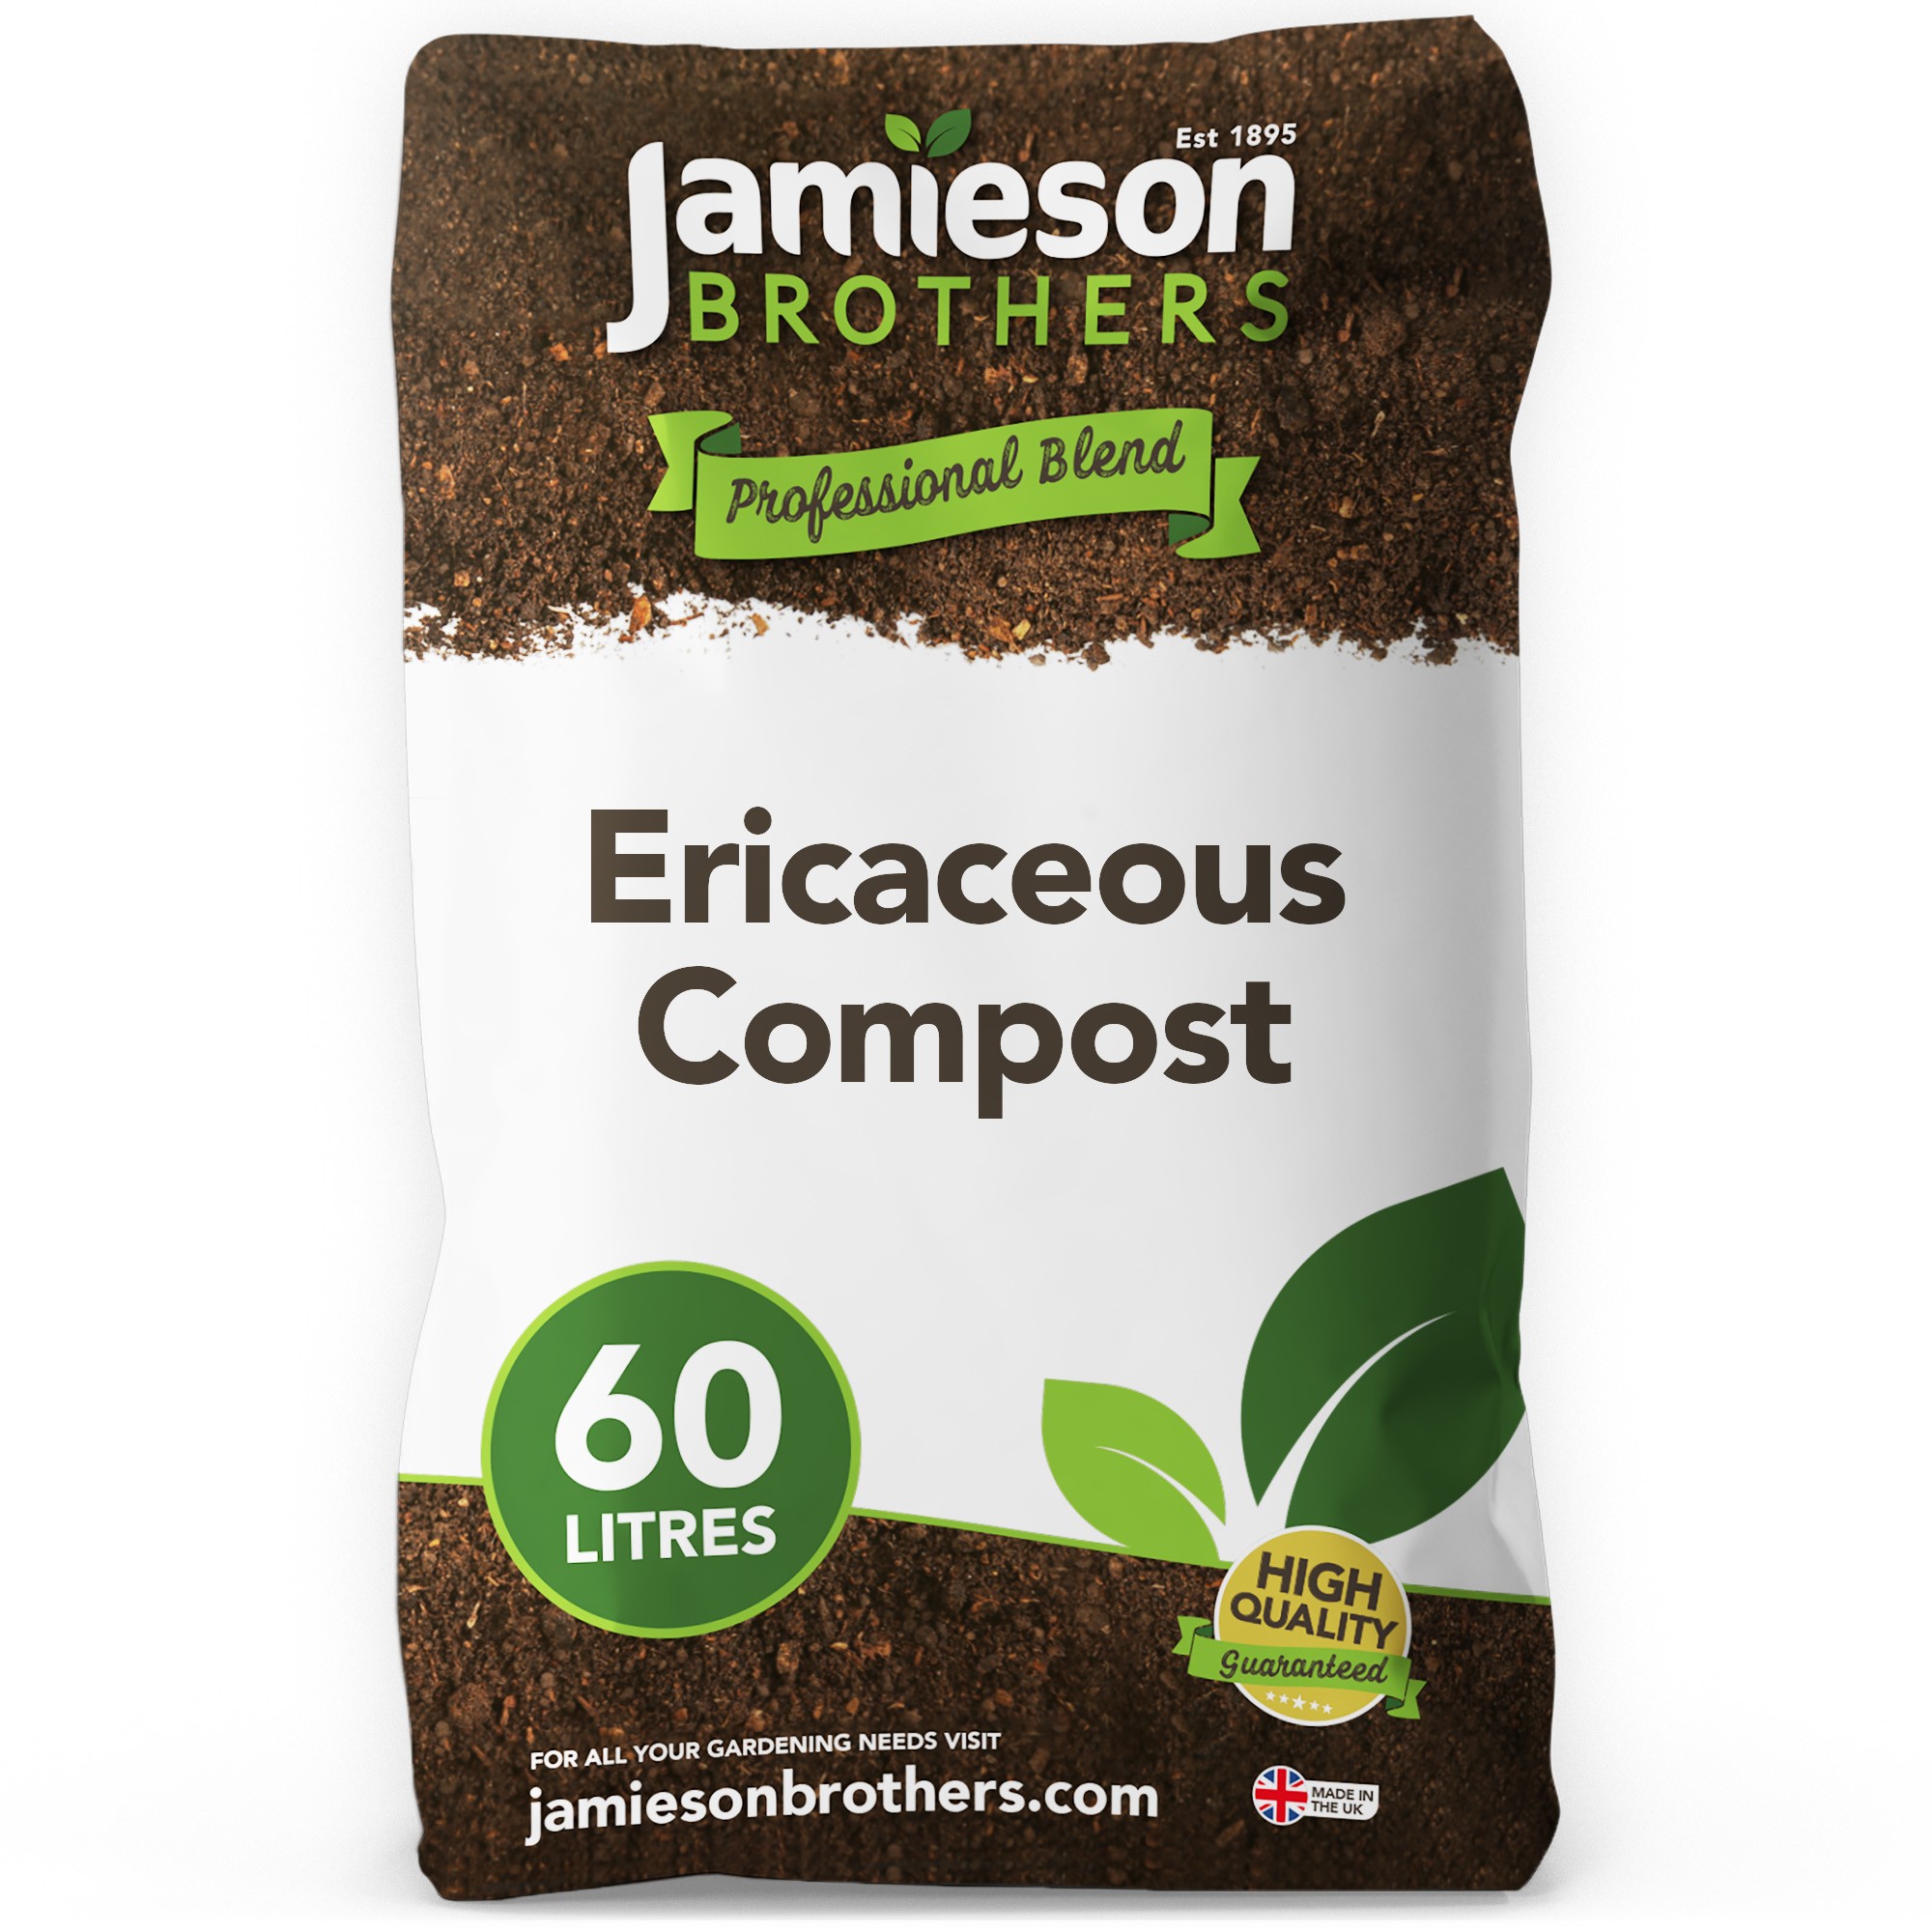 Est 1895
Jamieson
BROTHERS
Professional Blend
Ericaceous
Compost
60
LITRES
HIGH
QUALITY
Guaranteed
FOR ALL YOUR GARDENING NEEDS VISIT
jamiesonbrothers.com
MADE IN
THE UK